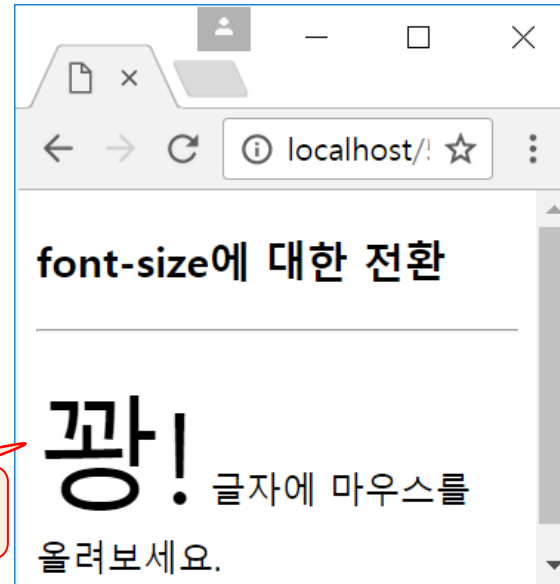 localhost/5
font-size에 대한 전환
꽝! 글자에 마우스를
올려보세요.